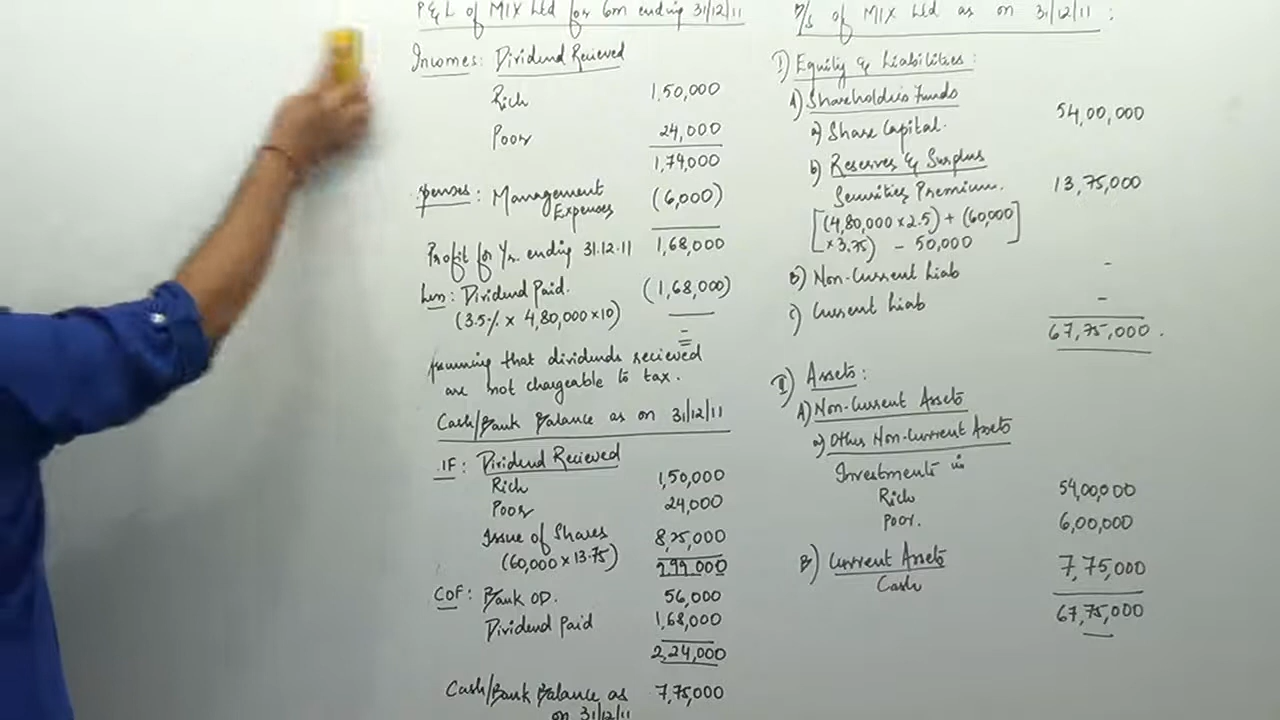 P&L of MIX Ltd for 6m ending 31/12/11
Incomes: Dividend Recieved
Rich 1,50,000
Poor 24,000
1,74,000
penses: Management Expenses (6,000)
Profit for Yr. ending 31.12.11 1,68,000
Less: Dividend Paid. (1,68,000)
(3.5% x 4,80,000 x 10)
Assuming that dividends recieved
are not chargeable to tax.
Cash/Bank Balance as on 31/12/11
IF: Dividend Recieved
Rich 1,50,000
Poor 24,000
Issue of Shares 8,25,000
(60,000 x 13.75)
9,99,000
COF: Bank OD. 56,000
Dividend Paid 1,68,000
2,24,000
Cash/Bank Balance as 7,75,000
on 31/12/11
B/S of MIX Ltd as on 31/12/11:
I) Equity & Liabilities:
A) Shareholders Funds
a) Share Capital. 54,00,000
b) Reserves & Surplus
Securities Premium. 13,75,000
[(4,80,000 x 2.5) + (60,000
x 3.75) - 50,000]
B) Non-Current Liab -
C) Current Liab -
67,75,000.
II) Assets:
A) Non-Current Assets
a) Other Non-Current Assets
Investments in
Rich 54,00,000
Poor. 6,00,000
B) Current Assets
Cash 7,75,000
67,75,000